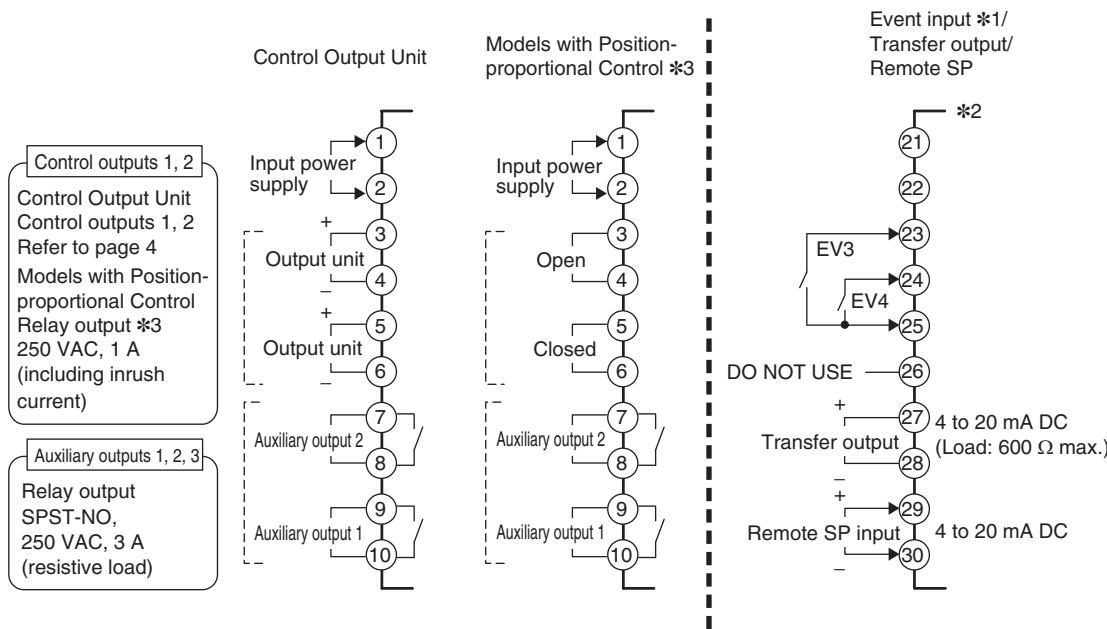 Control outputs 1, 2
Control Output Unit
Control outputs 1, 2
Refer to page 4
Models with Position-
proportional Control
Relay output ✽3
250 VAC, 1 A
(including inrush
current)
Auxiliary outputs 1, 2, 3
Relay output
SPST-NO,
250 VAC, 3 A
(resistive load)
Control Output Unit
Input power
supply
1
2
+
3
Output unit
4
–
+
5
Output unit
6
–
7
Auxiliary output 2
8
9
Auxiliary output 1
10
Models with Position-
proportional Control ✽3
Input power
supply
1
2
3
Open
4
5
Closed
6
7
Auxiliary output 2
8
9
Auxiliary output 1
10
Event input ✽1/
Transfer output/
Remote SP
✽2
21
22
23
EV3
24
EV4
25
DO NOT USE
26
+
27
4 to 20 mA DC
(Load: 600 Ω max.)
Transfer output
28
–
+
29
Remote SP input
4 to 20 mA DC
30
–